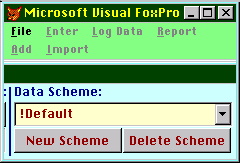 Microsoft Visual FoxPro
File Enter Log Data Report
Add Import
Data Scheme:
!Default
New Scheme Delete Scheme